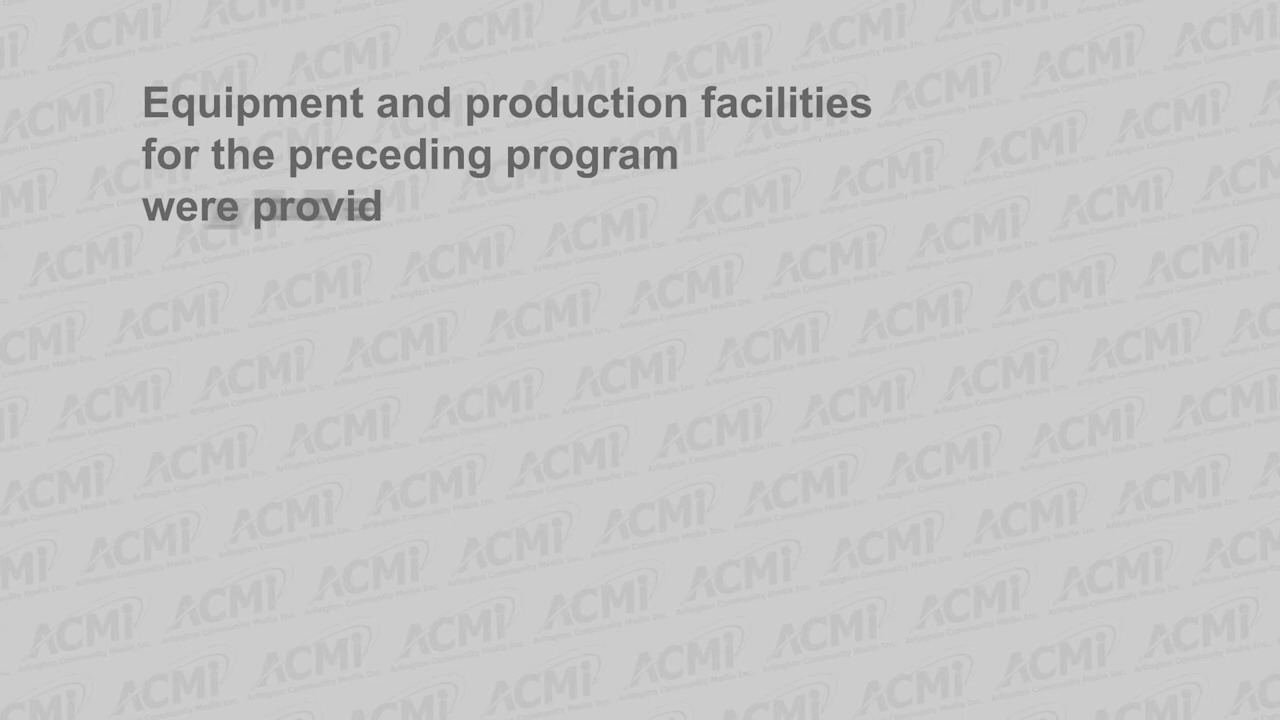 Equipment and production facilities
for the preceding program
were provid